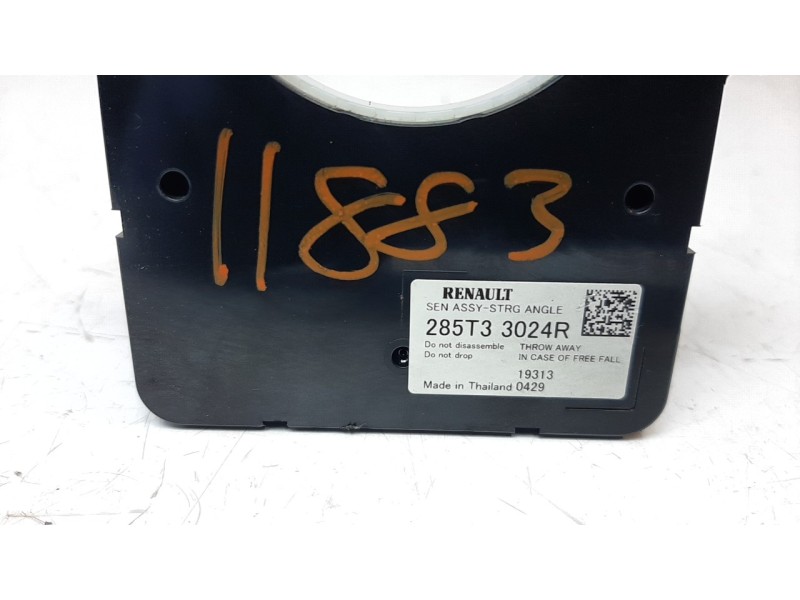 11883
RENAULT
SEN ASSY-STRG ANGLE
285T3 3024R
Do not disassemble THROW AWAY
Do not drop IN CASE OF FREE FALL
19313
Made in Thailand 0429